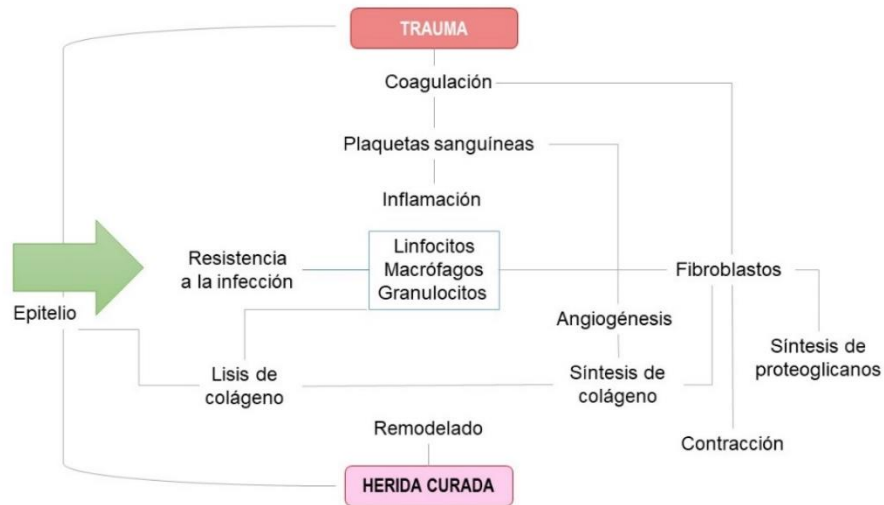 TRAUMA
Coagulación
Plaquetas sanguíneas
Inflamación
Linfocitos
Macrófagos
Granulocitos
Resistencia
a la infección
Fibroblastos
Epitelio
Angiogénesis
Síntesis de
proteoglicanos
Lisis de
colágeno
Síntesis de
colágeno
Remodelado
Contracción
HERIDA CURADA